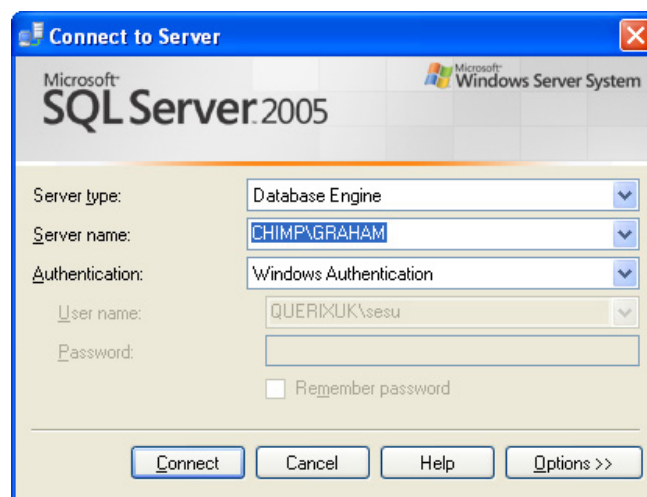 Connect to Server
Microsoft
SQL Server 2005
Microsoft
Windows Server System
Server type:
Database Engine
Server name:
CHIMP\GRAHAM
Authentication:
Windows Authentication
User name:
QUERIXUK\sesu
Password:
Remember password
Connect
Cancel
Help
Options >>